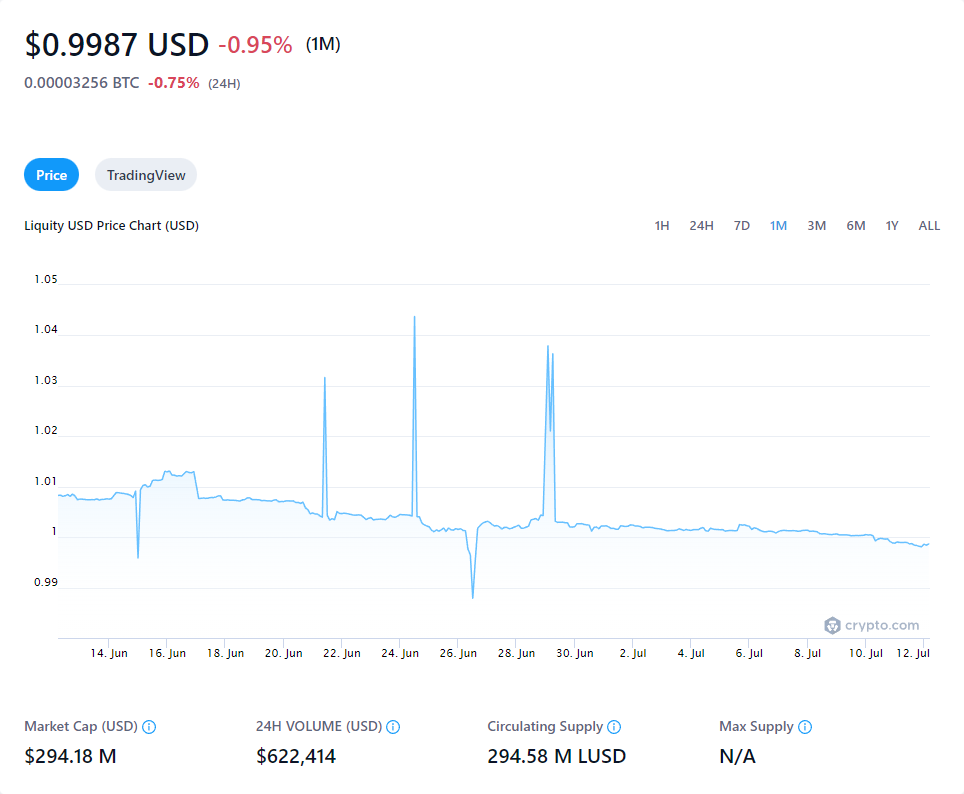 $0.9987 USD -0.95% (1M)
0.00003256 BTC -0.75% (24H)
Price TradingView
Liquity USD Price Chart (USD) 1H 24H 7D 1M 3M 6M 1Y ALL
1.05
1.04
1.03
1.02
1.01
1
0.99
crypto.com
14. Jun 16. Jun 18. Jun 20. Jun 22. Jun 24. Jun 26. Jun 28. Jun 30. Jun 2. Jul 4. Jul 6. Jul 8. Jul 10. Jul 12. Jul
Market Cap (USD) 24H VOLUME (USD) Circulating Supply Max Supply
$294.18 M $622,414 294.58 M LUSD N/A